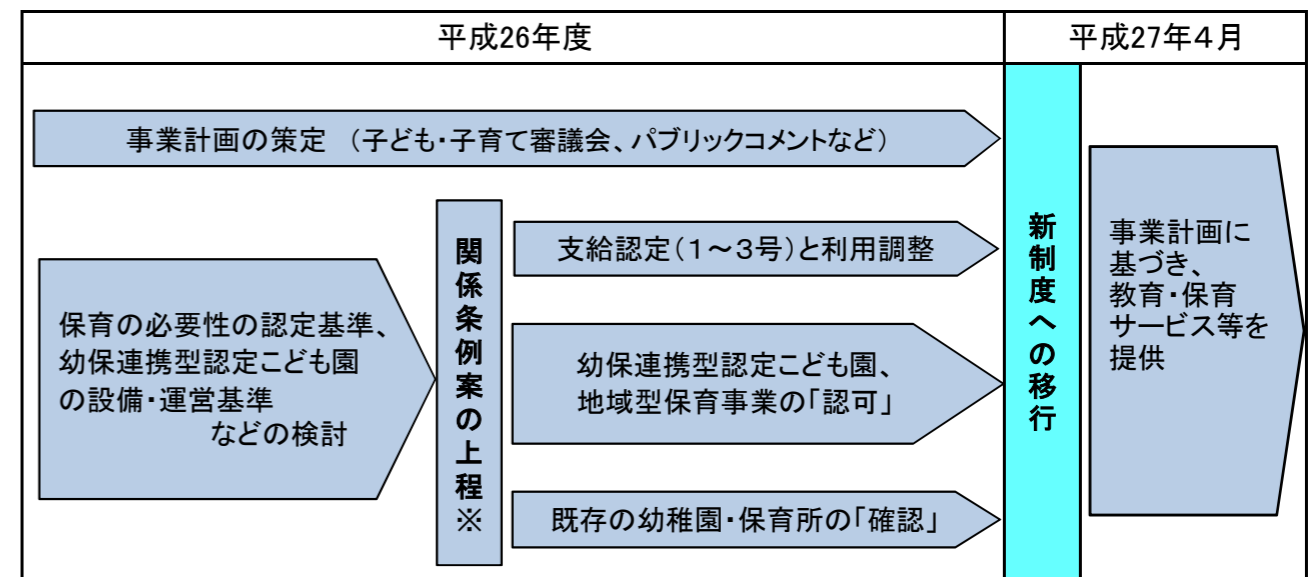 平成26年度
平成27年4月
事業計画の策定　（子ども・子育て審議会、パブリックコメントなど）
保育の必要性の認定基準、
幼保連携型認定こども園
の設備・運営基準
などの検討
関係条例案の上程※
支給認定（1～3号）と利用調整
幼保連携型認定こども園、
地域型保育事業の「認可」
既存の幼稚園・保育所の「確認」
新制度への移行
事業計画に
基づき、
教育・保育
サービス等を
提供